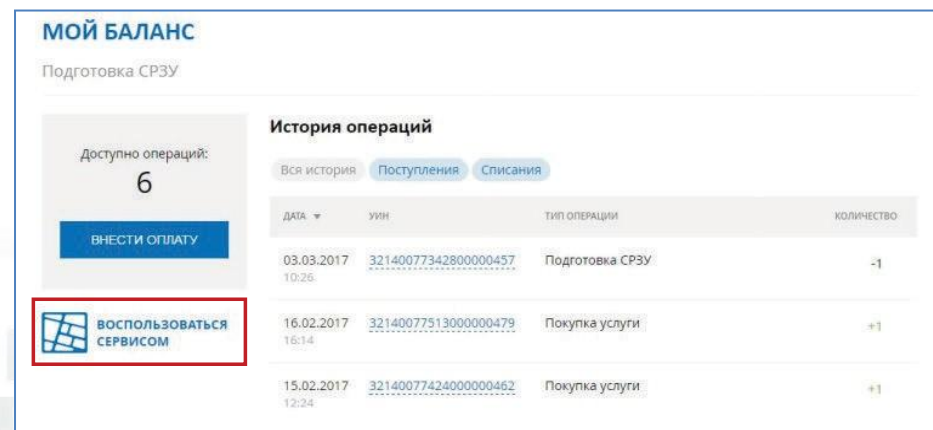 МОЙ БАЛАНС
Подготовка СРЗУ
Доступно операций:
6
ВНЕСТИ ОПЛАТУ
ВОСПОЛЬЗОВАТЬСЯ
СЕРВИСОМ
История операций
Вся история Поступления Списания
ДАТА УИН ТИП ОПЕРАЦИИ КОЛИЧЕСТВО
03.03.2017 32140077342800000457 Подготовка СРЗУ -1
10:26
16.02.2017 32140077513000000479 Покупка услуги +1
16:14
15.02.2017 32140077424000000462 Покупка услуги +1
12:24